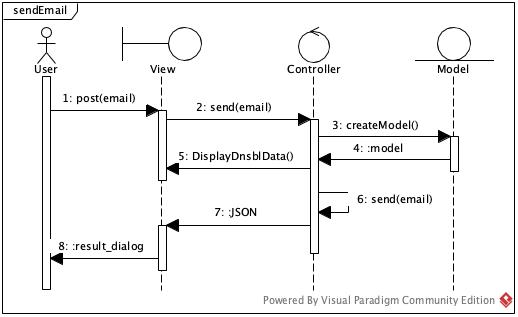 sendEmail
User
View
Controller
Model
1: post(email)
2: send(email)
3: createModel()
4: :model
5: DisplayDnsblData()
6: send(email)
7: :JSON
8: :result_dialog
Powered By Visual Paradigm Community Edition